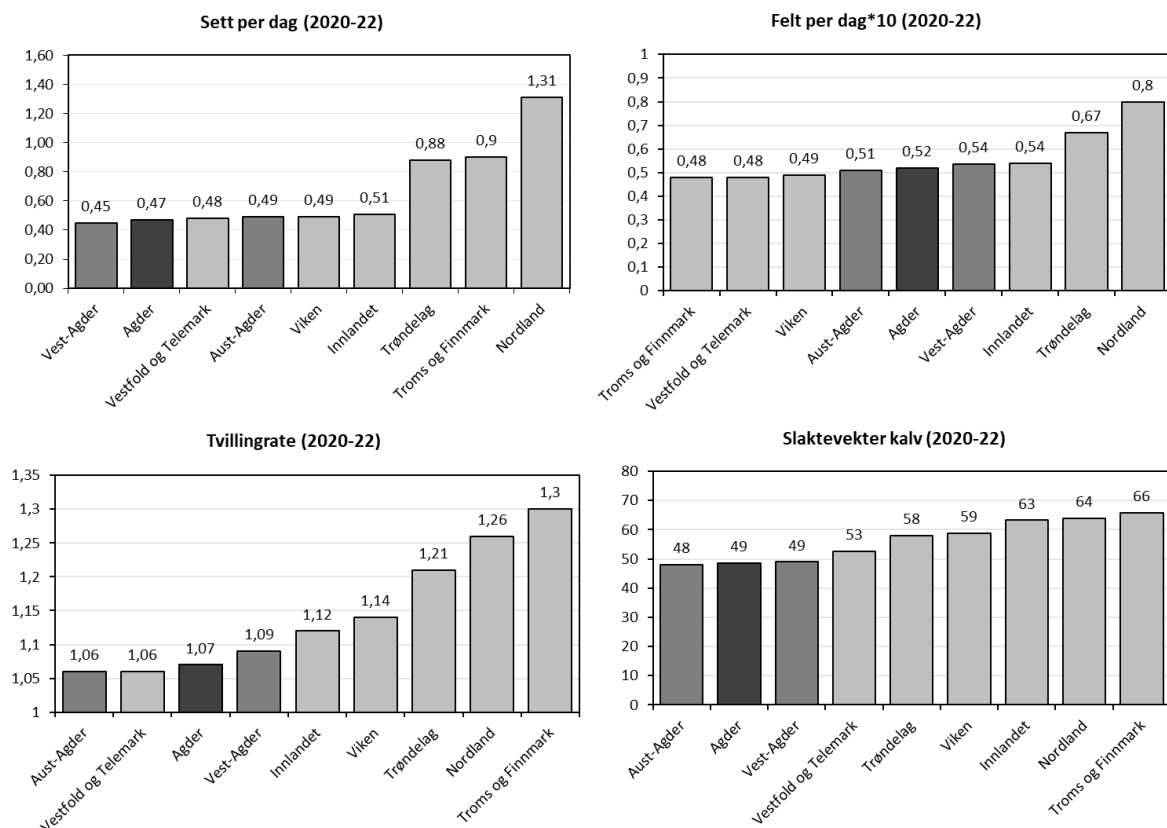 Sett per dag (2020-22)
1,60
1,40
1,20
1,00
0,80
0,60
0,40
0,20
0,00
0,45
0,47
0,48
0,49
0,49
0,51
0,88
0,9
1,31
Vest-Agder
Agder
Vestfold og Telemark
Aust-Agder
Viken
Innlandet
Trøndelag
Troms og Finnmark
Nordland
Felt per dag*10 (2020-22)
1
0,9
0,8
0,7
0,6
0,5
0,4
0,3
0,2
0,1
0
0,48
0,48
0,49
0,51
0,52
0,54
0,54
0,67
0,8
Troms og Finnmark
Vestfold og Telemark
Viken
Aust-Agder
Agder
Vest-Agder
Innlandet
Trøndelag
Nordland
Tvillingrate (2020-22)
1,35
1,3
1,25
1,2
1,15
1,1
1,05
1
1,06
1,06
1,07
1,09
1,12
1,14
1,21
1,26
1,3
Aust-Agder
Vestfold og Telemark
Agder
Vest-Agder
Innlandet
Viken
Trøndelag
Nordland
Troms og Finnmark
Slaktevekter kalv (2020-22)
80
70
60
50
40
30
20
10
0
48
49
49
53
58
59
63
64
66
Aust-Agder
Agder
Vest-Agder
Vestfold og Telemark
Trøndelag
Viken
Innlandet
Nordland
Troms og Finnmark